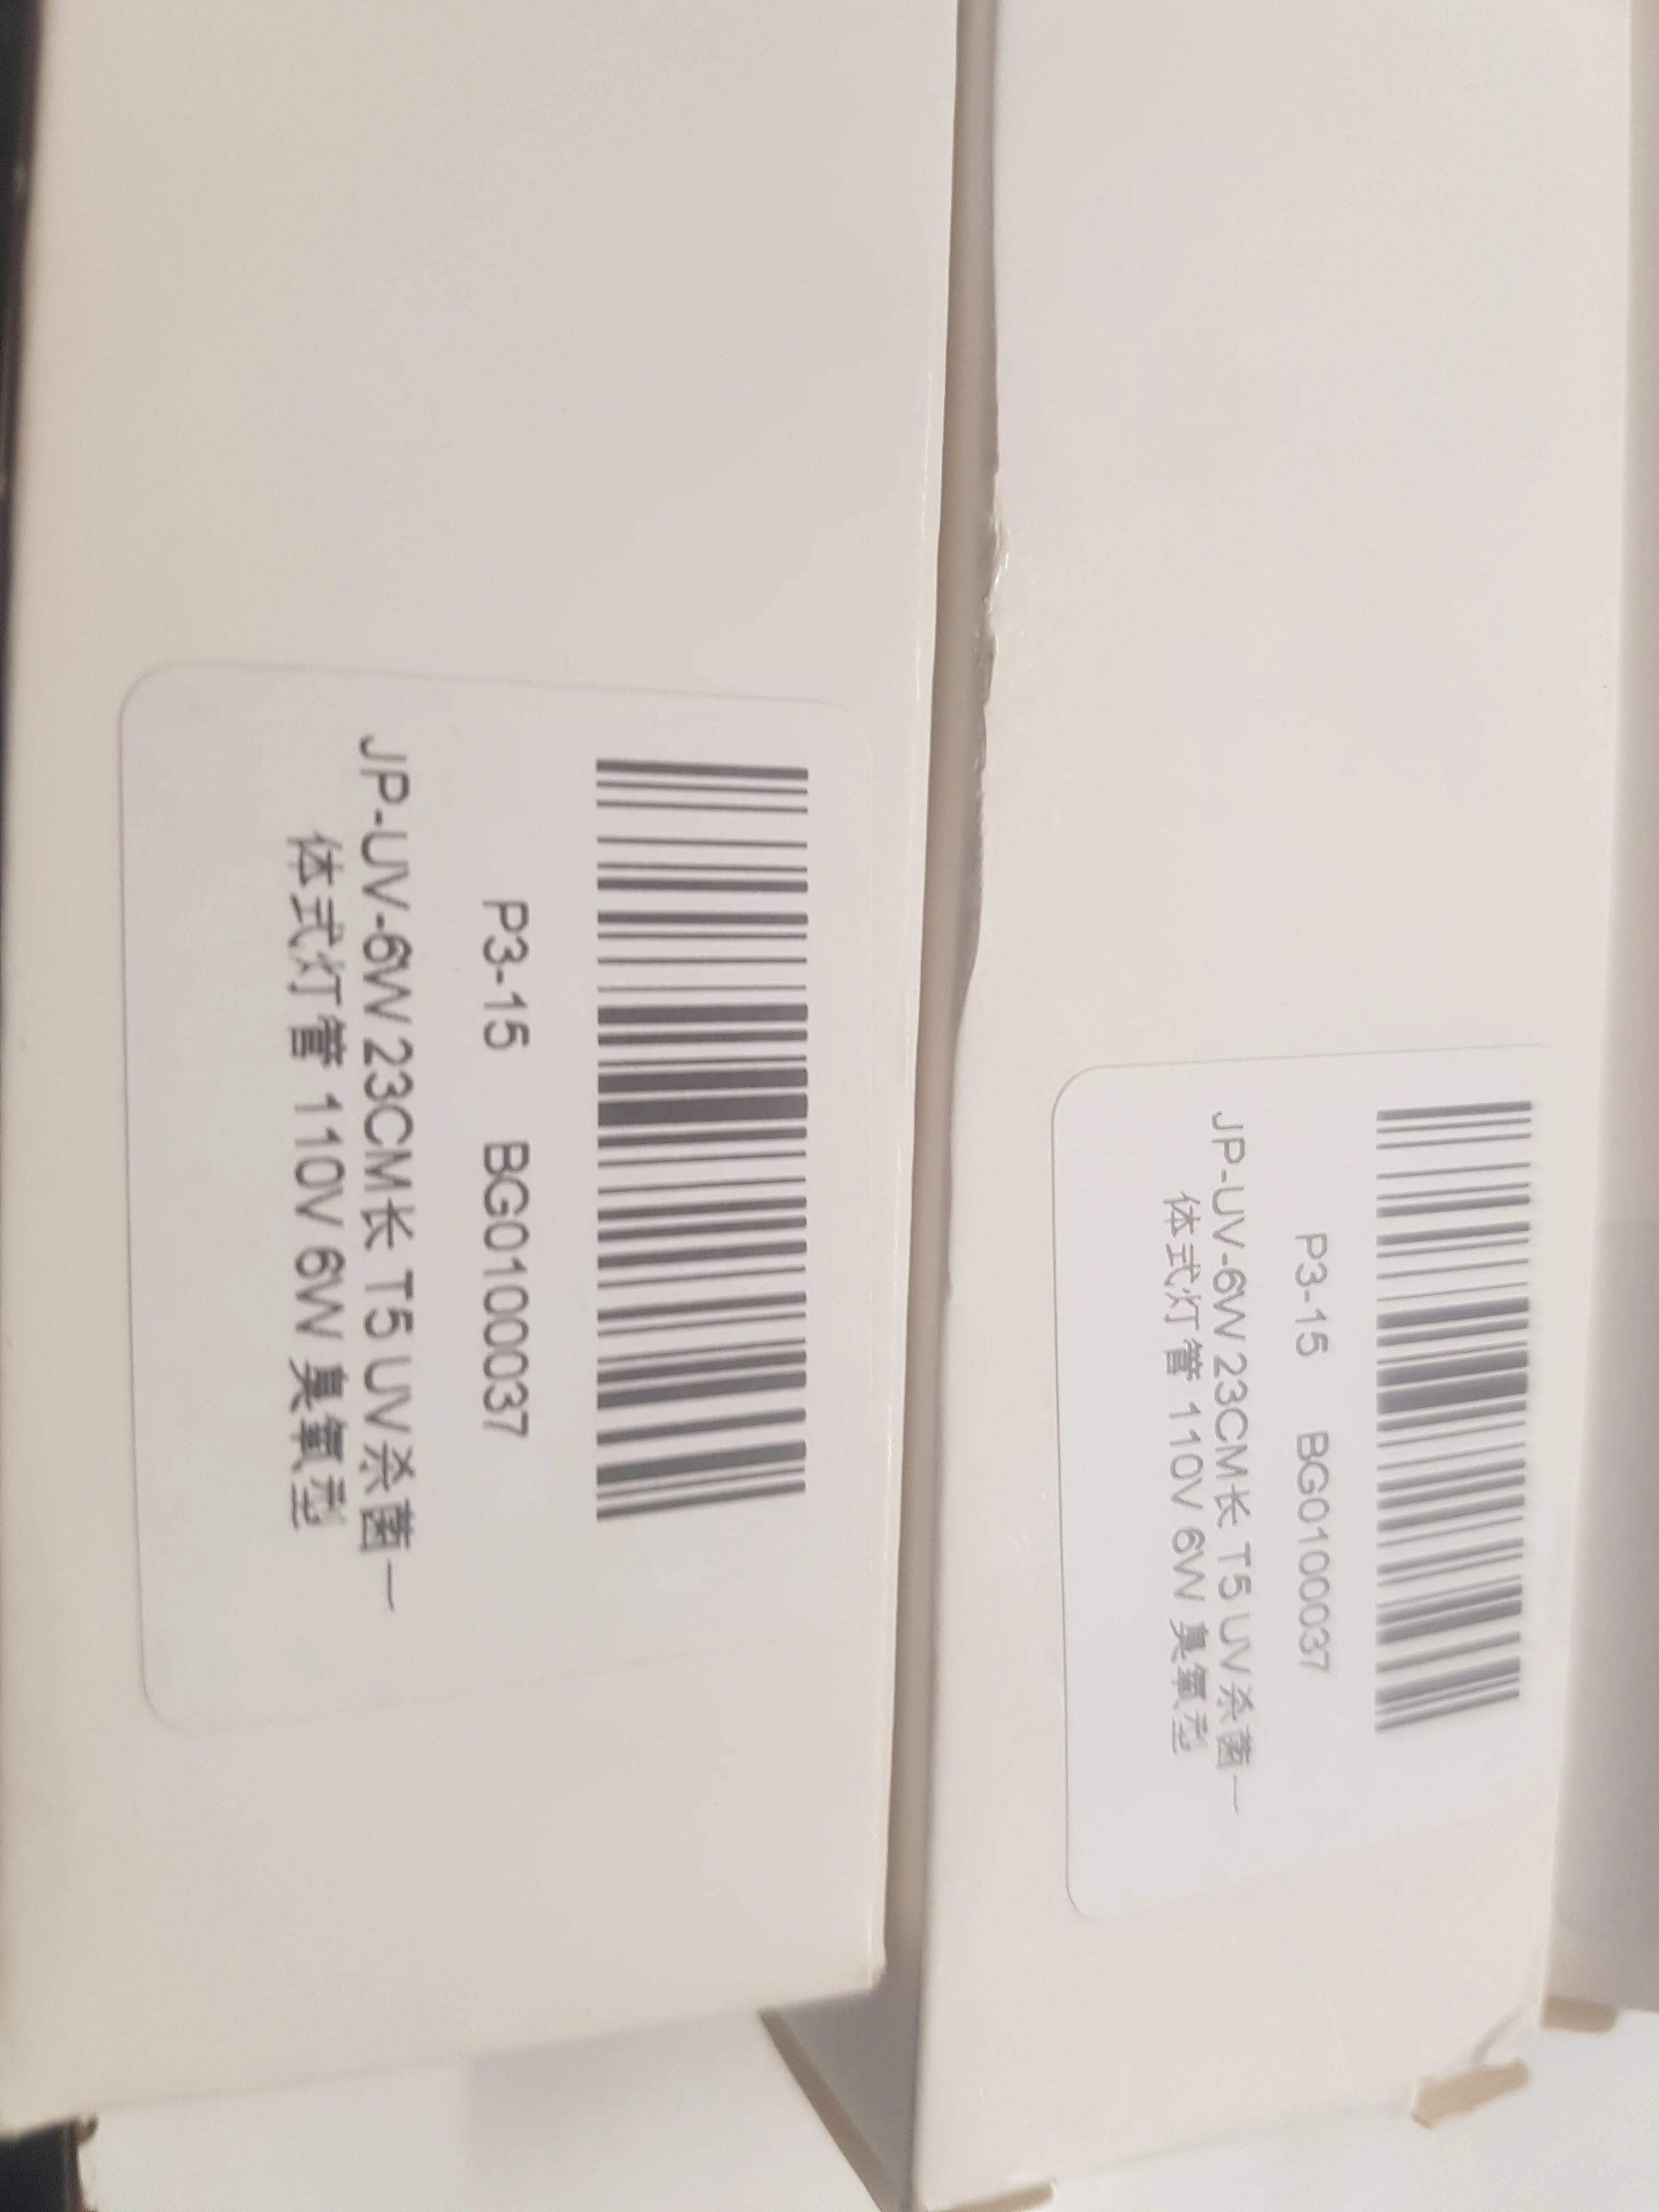 P3-15 BG0100037
JP-UV-6W 23CM长 T5 UV杀菌一
体式灯管 110V 6W 臭氧型
P3-15 BG0100037
JP-UV-6W 23CM长 T5 UV杀菌一
体式灯管 110V 6W 臭氧型